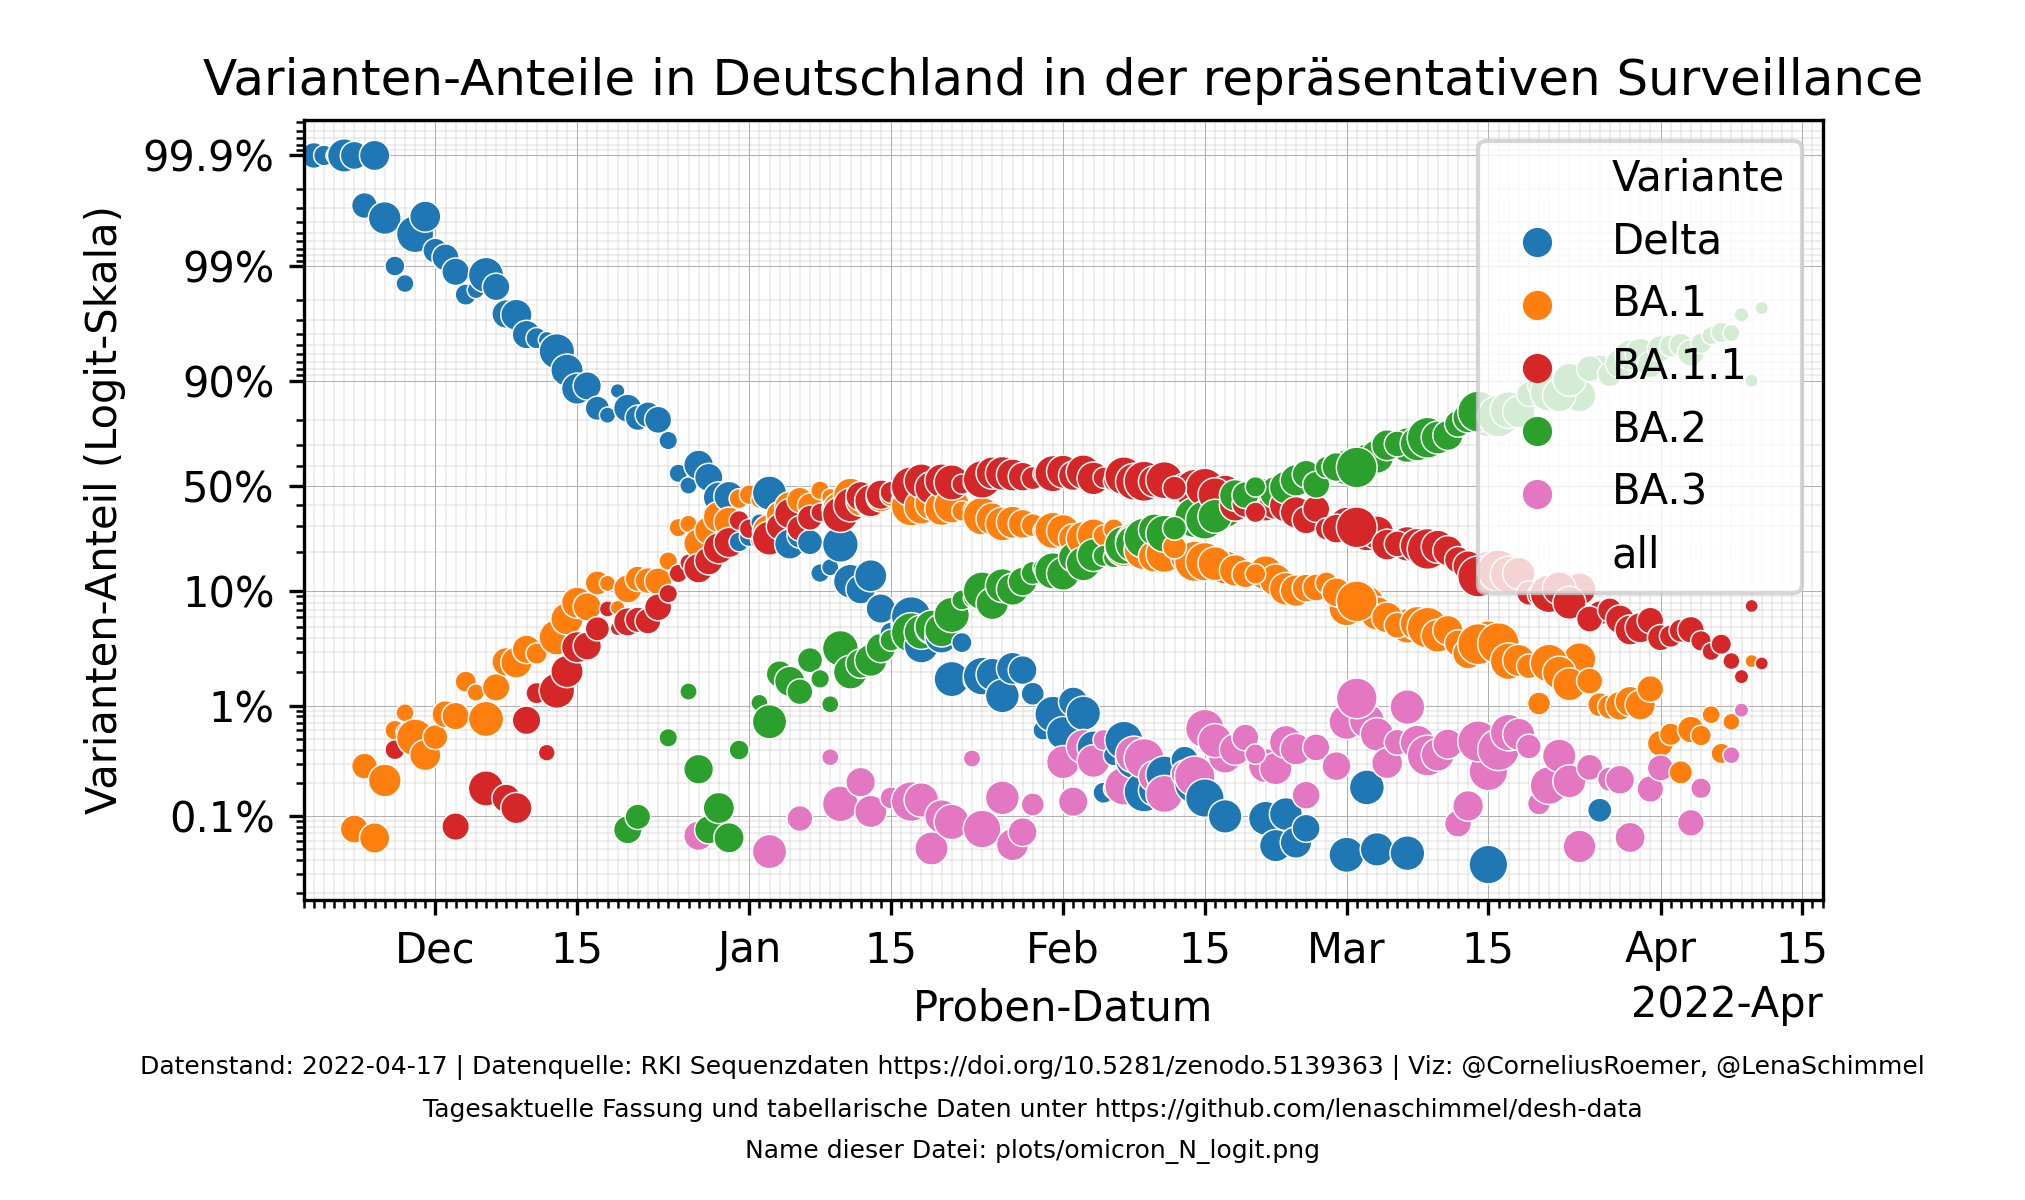 Varianten-Anteile in Deutschland in der repräsentativen Surveillance
Varianten-Anteil (Logit-Skala)
99.9%
99%
90%
50%
10%
1%
0.1%
Variante
Delta
BA.1
BA.1.1
BA.2
BA.3
all
Dec 15 Jan 15 Feb 15 Mar 15 Apr 15
2022-Apr
Proben-Datum
Datenstand: 2022-04-17 | Datenquelle: RKI Sequenzdaten https://doi.org/10.5281/zenodo.5139363 | Viz: @CorneliusRoemer, @LenaSchimmel
Tagesaktuelle Fassung und tabellarische Daten unter https://github.com/lenaschimmel/desh-data
Name dieser Datei: plots/omicron_N_logit.png